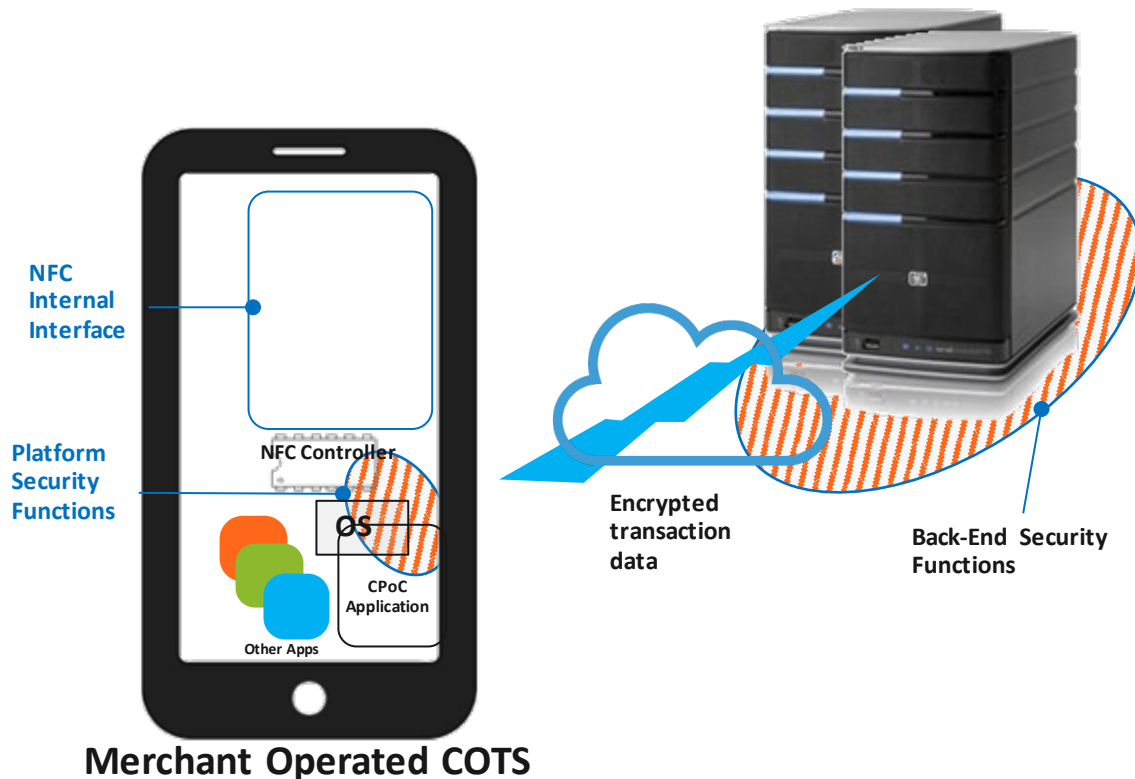 NFC
Internal
Interface
NFC Controller
Platform
Security
Functions
OS
CPoC
Application
Other Apps
Encrypted
transaction
data
Back-End Security
Functions
Merchant Operated COTS